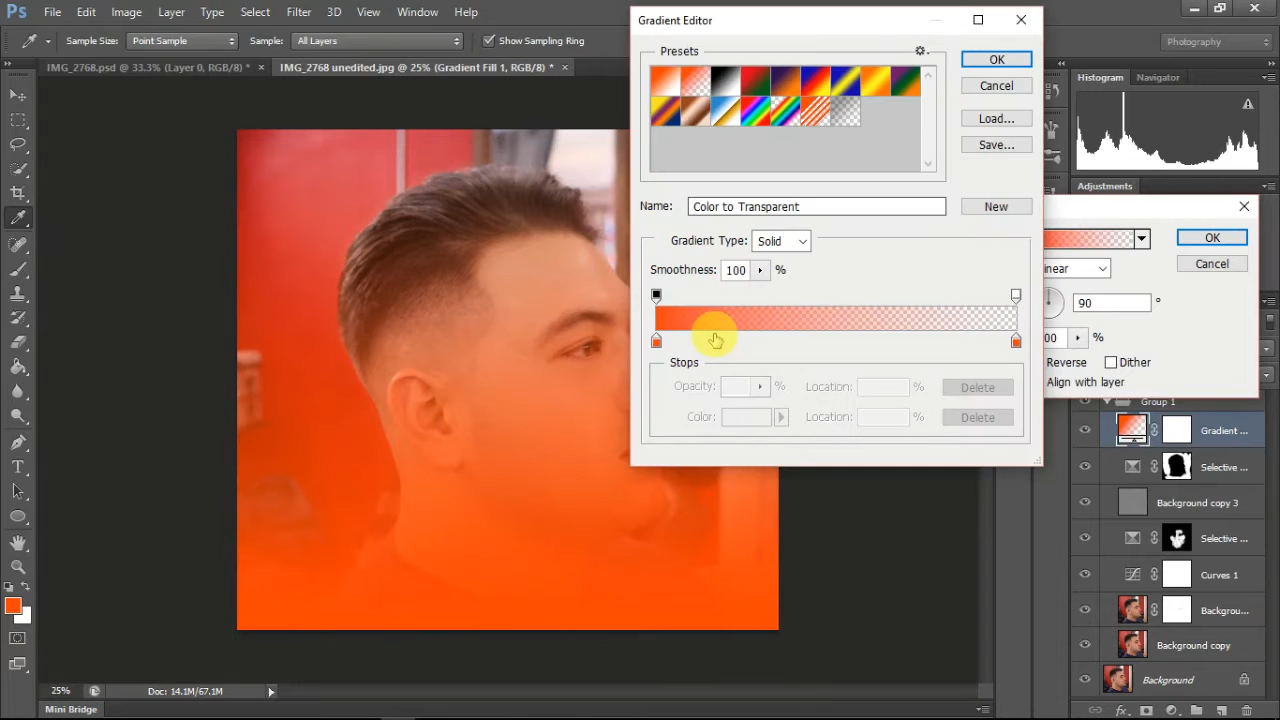 Ps File Edit Image Layer Type Select Filter 3D View Window Help
Sample Size: Point Sample Sample: All Layers Show Sampling Ring
Photography
IMG_2768.psd @ 33.3% (Layer 0, RGB/8) * ×
IMG_2768 unedited.jpg @ 25% (Gradient Fill 1, RGB/8) * ×
Gradient Editor
Presets
OK
Cancel
Load...
Save...
Name: Color to Transparent New
Gradient Type: Solid
Smoothness: 100 %
Stops
Opacity: % Location: % Delete
Color: Location: % Delete
Histogram Navigator
Adjustments
OK
Cancel
90 °
%
Reverse Dither
Align with layer
Group 1
Gradient ...
Selective ...
Background copy 3
Selective ...
Curves 1
Backgrou...
Background copy
Background
25% Doc: 14.1M/67.1M
Mini Bridge